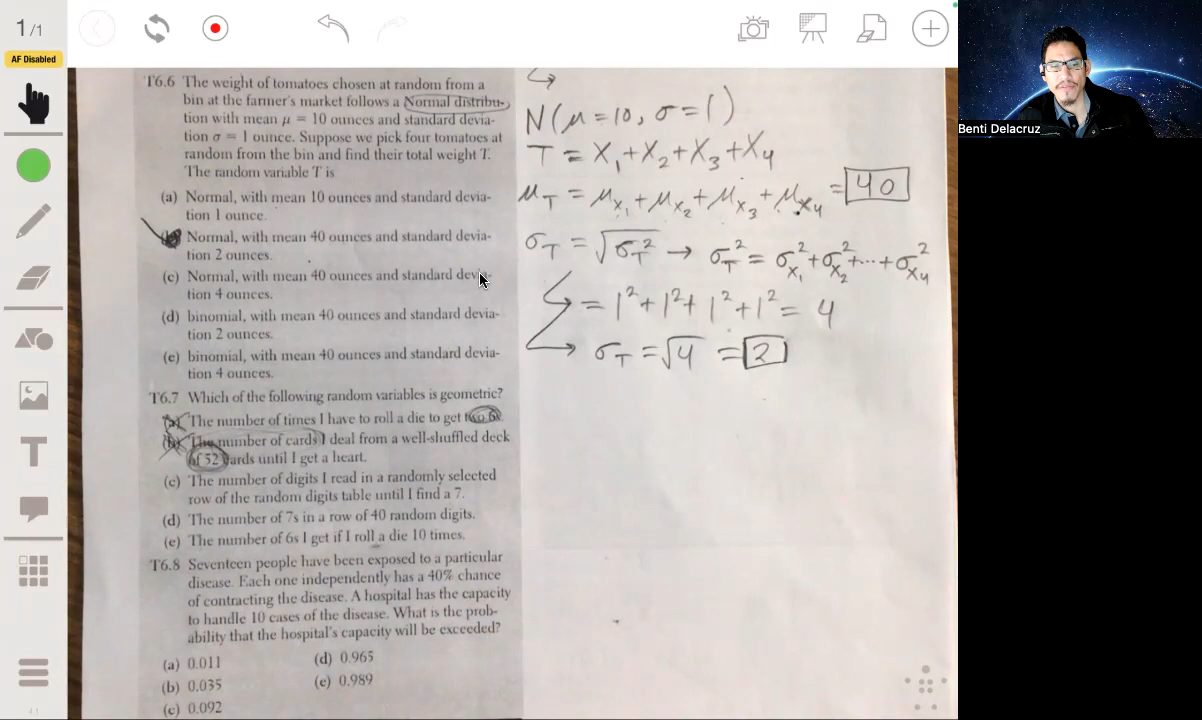 1/1
AF Disabled
T6.6 The weight of tomatoes chosen at random from a
bin at the farmer's market follows a Normal distribu-
tion with mean μ = 10 ounces and standard devia-
tion σ = 1 ounce. Suppose we pick four tomatoes at
random from the bin and find their total weight T.
The random variable T is
(a) Normal, with mean 10 ounces and standard devia-
tion 1 ounce.
(b) Normal, with mean 40 ounces and standard devia-
tion 2 ounces.
(c) Normal, with mean 40 ounces and standard devia-
tion 4 ounces.
(d) binomial, with mean 40 ounces and standard devia-
tion 2 ounces.
(e) binomial, with mean 40 ounces and standard devia-
tion 4 ounces.
T6.7 Which of the following random variables is geometric?
(a) The number of times I have to roll a die to get two 6s.
(b) The number of cards I deal from a well-shuffled deck
of 52 cards until I get a heart.
(c) The number of digits I read in a randomly selected
row of the random digits table until I find a 7.
(d) The number of 7s in a row of 40 random digits.
(e) The number of 6s I get if I roll a die 10 times.
T6.8 Seventeen people have been exposed to a particular
disease. Each one independently has a 40% chance
of contracting the disease. A hospital has the capacity
to handle 10 cases of the disease. What is the prob-
ability that the hospital's capacity will be exceeded?
(a) 0.011
(d) 0.965
(b) 0.035
(e) 0.989
(c) 0.092
N(μ=10, σ=1)
T = X₁+X₂+X₃+X₄
μ_T = μ_X₁+μ_X₂+μ_X₃+μ_X₄ = 40
σ_T = √σ_T² → σ_T² = σ_X₁²+σ_X₂²+···+σ_X₄²
= 1²+1²+1²+1² = 4
σ_T = √4 = 2
Benti Delacruz
T